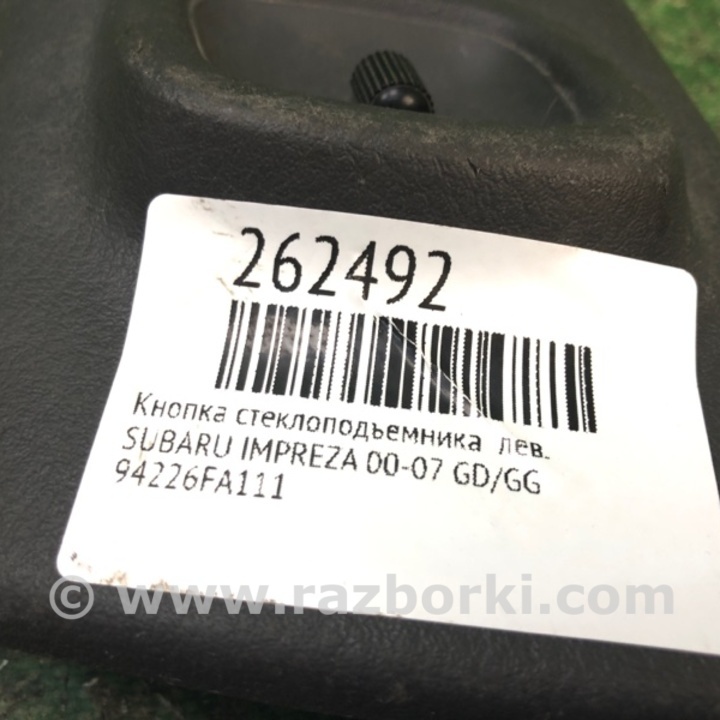 262492
Кнопка стеклоподъемника лев.
SUBARU IMPREZA 00-07 GD/GG
94226FA111
© www.razborki.com